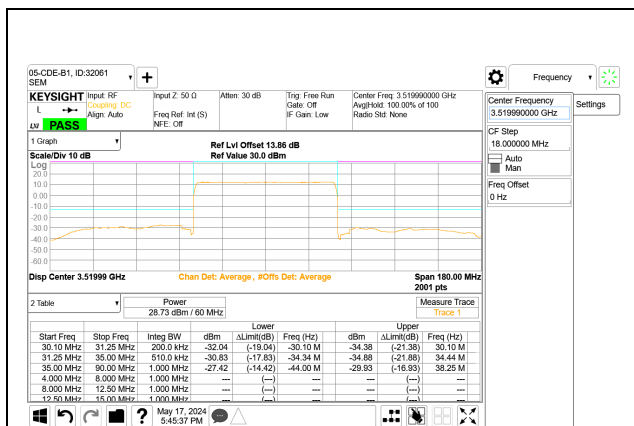 05-CDE-B1, ID:32061
SEM
Frequency
KEYSIGHT
Input: RF
Coupling: DC
Align: Auto
Input Z: 50 Ω
Freq Ref: Int (S)
NFE: Off
Atten: 30 dB
Trig: Free Run
Gate: Off
IF Gain: Low
Center Freq: 3.519990000 GHz
Avg|Hold: 100.00% of 100
Radio Std: None
L
LXI PASS
Center Frequency
3.519990000 GHz
Settings
CF Step
18.000000 MHz
Auto
Man
Freq Offset
0 Hz
1 Graph
Scale/Div 10 dB
Ref Lvl Offset 13.86 dB
Ref Value 30.0 dBm
Log
20.0
10.0
0.00
-10.0
-20.0
-30.0
-40.0
-50.0
-60.0
Disp Center 3.51999 GHz
Chan Det: Average, #Offs Det: Average
Span 180.00 MHz
2001 pts
2 Table
Power
28.73 dBm / 60 MHz
Measure Trace
Trace 1
Lower Upper
Start Freq Stop Freq Integ BW dBm ΔLimit(dB) Freq (Hz) dBm ΔLimit(dB) Freq (Hz)
30.10 MHz 31.25 MHz 200.0 kHz -32.04 (-19.04) -30.10 M -34.38 (-21.38) 30.10 M
31.25 MHz 35.00 MHz 510.0 kHz -30.83 (-17.83) -34.34 M -34.88 (-21.88) 34.44 M
35.00 MHz 90.00 MHz 1.000 MHz -27.42 (-14.42) -44.00 M -29.93 (-16.93) 38.25 M
4.000 MHz 8.000 MHz 1.000 MHz --- (---) --- --- (---) ---
8.000 MHz 12.50 MHz 1.000 MHz --- (---) --- --- (---) ---
12.50 MHz 15.00 MHz 1.000 MHz --- (---) --- --- (---) ---
May 17, 2024
5:45:37 PM